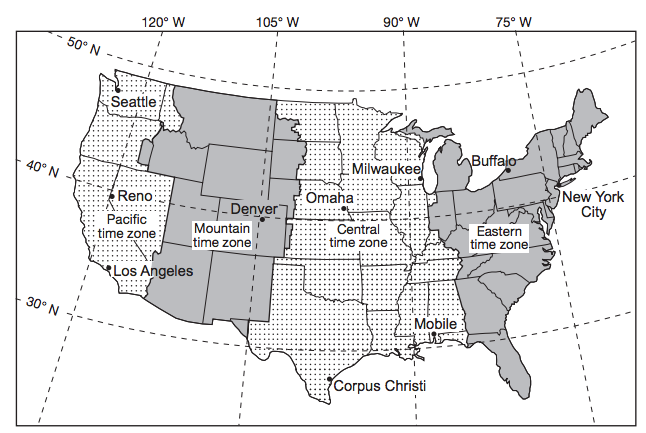 120° W 105° W 90° W 75° W
50° N
Seattle
40° N
Milwaukee
Buffalo
Reno
Denver
Omaha
New York
City
Pacific
time zone
Mountain
time zone
Central
time zone
Eastern
time zone
Los Angeles
30° N
Mobile
Corpus Christi